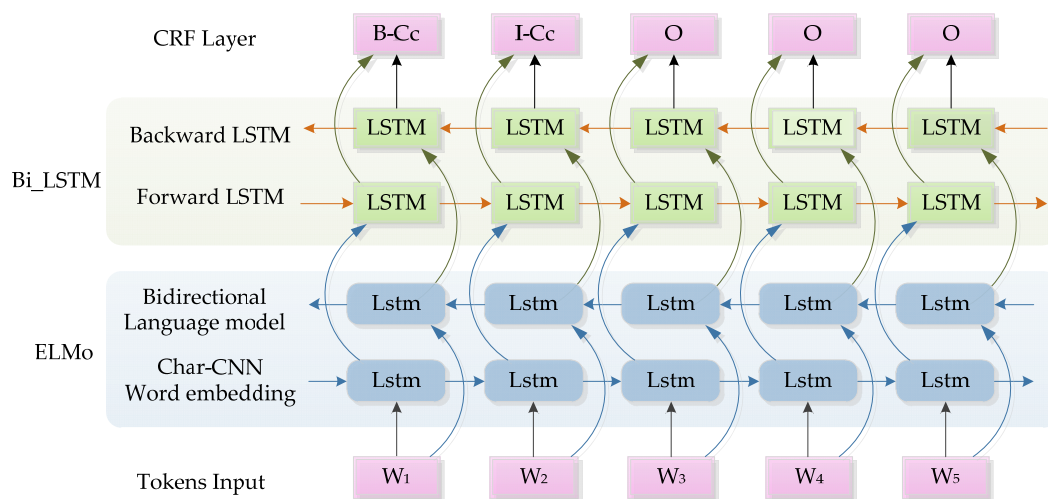 CRF Layer B-Cc I-Cc O O O
Backward LSTM LSTM LSTM LSTM LSTM LSTM
Bi_LSTM
Forward LSTM LSTM LSTM LSTM LSTM LSTM
Bidirectional
Language model
Lstm Lstm Lstm Lstm Lstm
ELMo
Char-CNN
Word embedding
Lstm Lstm Lstm Lstm Lstm
Tokens Input W1 W2 W3 W4 W5